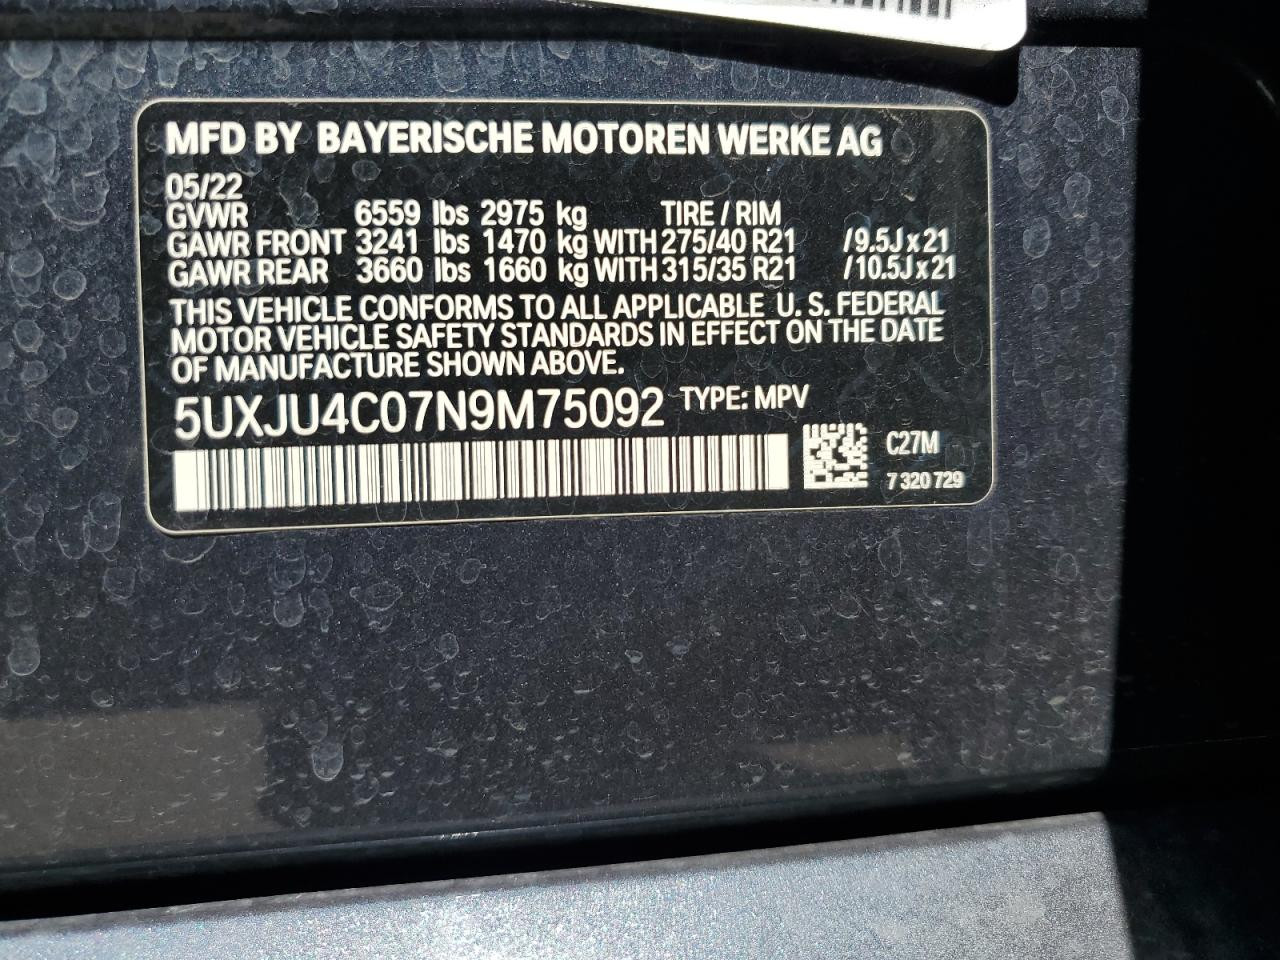 MFD BY BAYERISCHE MOTOREN WERKE AG
05/22
GVWR 6559 lbs 2975 kg TIRE / RIM
GAWR FRONT 3241 lbs 1470 kg WITH 275/40 R21 /9.5J x 21
GAWR REAR 3660 lbs 1660 kg WITH 315/35 R21 /10.5J x 21
THIS VEHICLE CONFORMS TO ALL APPLICABLE U. S. FEDERAL
MOTOR VEHICLE SAFETY STANDARDS IN EFFECT ON THE DATE
OF MANUFACTURE SHOWN ABOVE.
5UXJU4C07N9M75092 TYPE: MPV
C27M
7 320 729